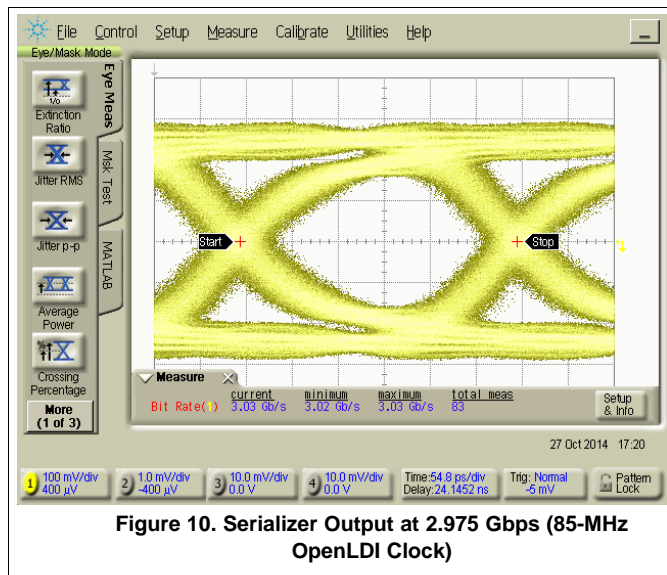 File Control Setup Measure Calibrate Utilities Help
Eye/Mask Mode
Extinction
Ratio
Jitter RMS
Jitter p-p
Average
Power
Crossing
Percentage
More
(1 of 3)
Eye Meas
Msk Test
MATLAB
Start
Stop
Measure
current minimum maximum total meas
Bit Rate(1) 3.03 Gb/s 3.02 Gb/s 3.03 Gb/s 83
Setup
& Info
27 Oct 2014 17:20
1 100 mV/div
400 µV
2 1.0 mV/div
-400 µV
3 10.0 mV/div
0.0 V
4 10.0 mV/div
0.0 V
Time:54.8 ps/div
Delay:24.1452 ns
Trig: Normal
-5 mV
Pattern
Lock
Figure 10. Serializer Output at 2.975 Gbps (85-MHz
OpenLDI Clock)